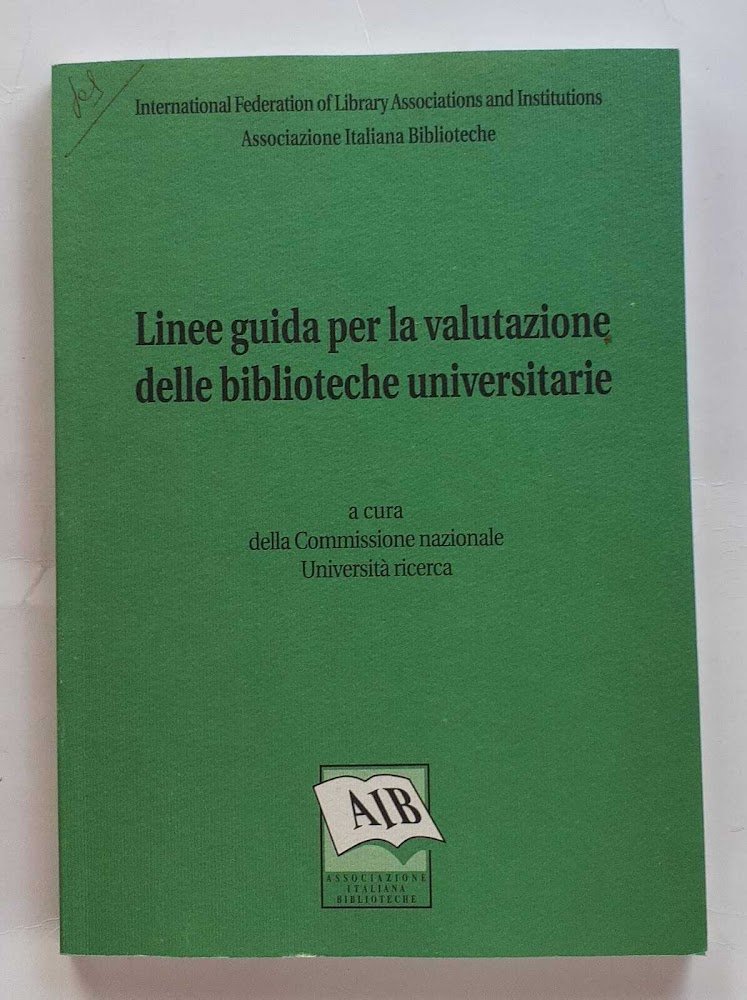 International Federation of Library Associations and Institutions
Associazione Italiana Biblioteche
Linee guida per la valutazione
delle biblioteche universitarie
a cura
della Commissione nazionale
Università ricerca
AIB
ASSOCIAZIONE
ITALIANA
BIBLIOTECHE